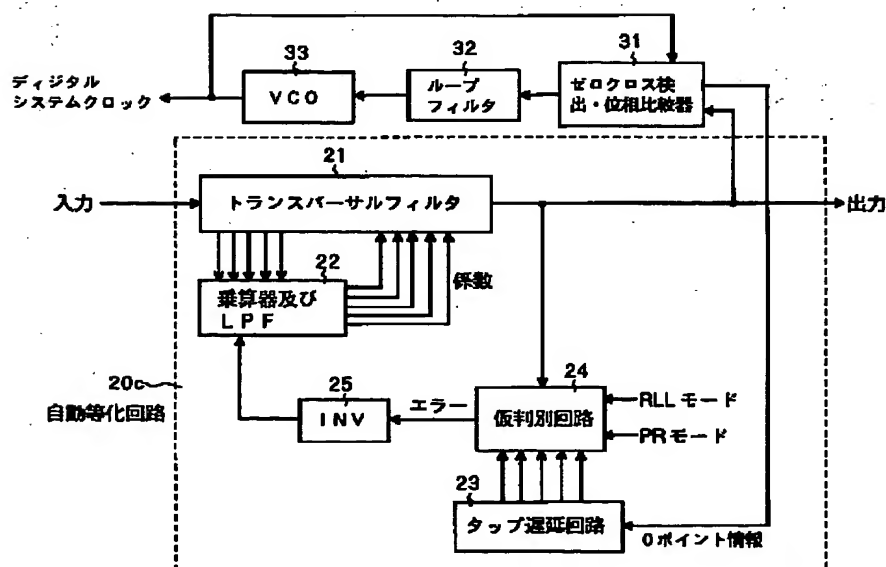 33
32
31
ディジタル
システムクロック
VCO
ループ
フィルタ
ゼロクロス検
出・位相比較器
21
入力
トランスバーサルフィルタ
出力
22
乗算器及び
LPF
係数
20c
自動等化回路
25
INV
エラー
24
仮判別回路
RLLモード
PRモード
23
タップ遅延回路
0ポイント情報